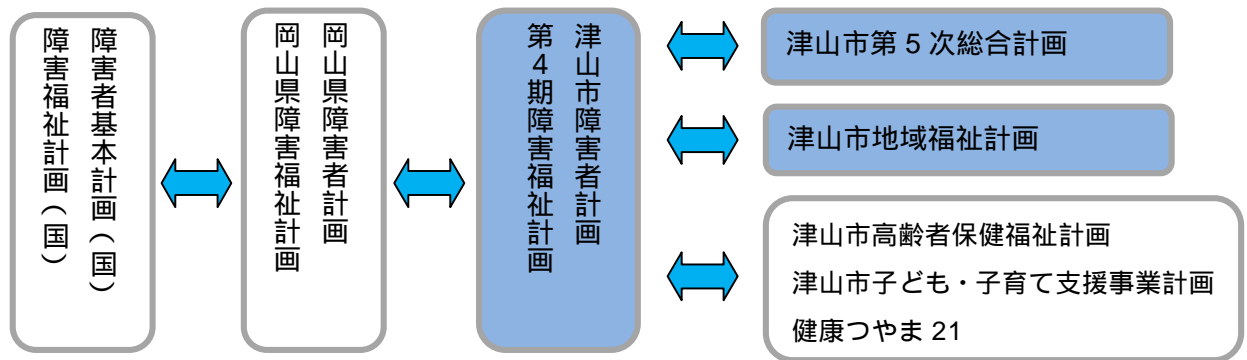 障害者基本計画（国）
障害福祉計画（国）
岡山県障害者計画
岡山県障害福祉計画
津山市障害者計画
第４期障害福祉計画
津山市第 5 次総合計画
津山市地域福祉計画
津山市高齢者保健福祉計画
津山市子ども・子育て支援事業計画
健康つやま 21